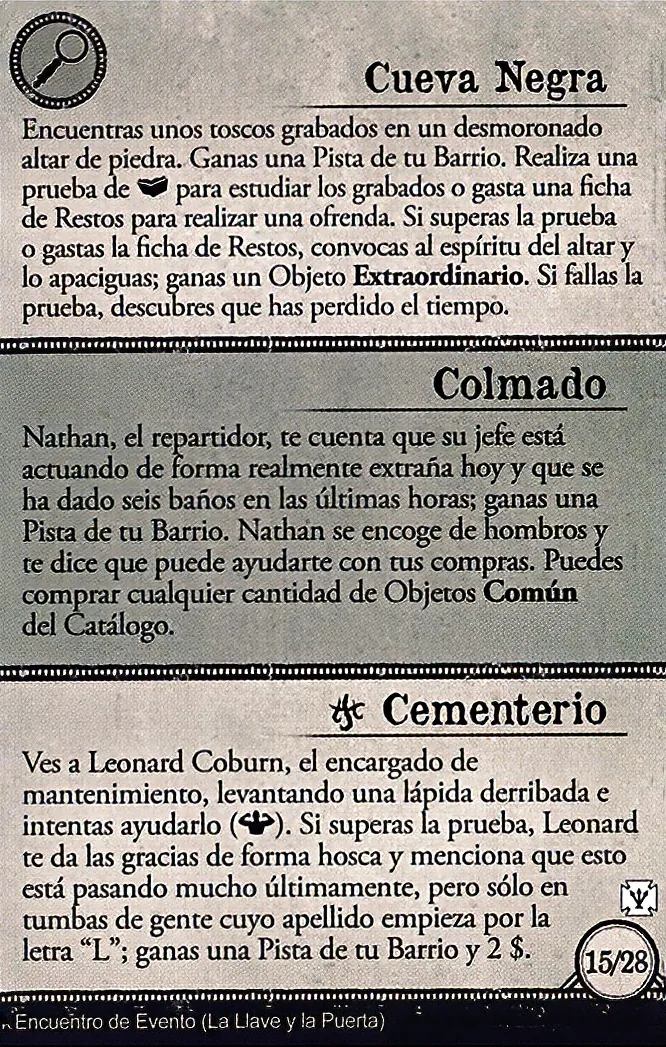 Cueva Negra
Encuentras unos toscos grabados en un desmoronado
altar de piedra. Ganas una Pista de tu Barrio. Realiza una
prueba de para estudiar los grabados o gasta una ficha
de Restos para realizar una ofrenda. Si superas la prueba
o gastas la ficha de Restos, convocas al espíritu del altar y
lo apaciguas; ganas un Objeto Extraordinario. Si fallas la
prueba, descubres que has perdido el tiempo.
Colmado
Nathan, el repartidor, te cuenta que su jefe está
actuando de forma realmente extraña hoy y que se
ha dado seis baños en las últimas horas; ganas una
Pista de tu Barrio. Nathan se encoge de hombros y
te dice que puede ayudarte con tus compras. Puedes
comprar cualquier cantidad de Objetos Común
del Catálogo.
Cementerio
Ves a Leonard Coburn, el encargado de
mantenimiento, levantando una lápida derribada e
intentas ayudarlo (). Si superas la prueba, Leonard
te da las gracias de forma hosca y menciona que esto
está pasando mucho últimamente, pero sólo en
tumbas de gente cuyo apellido empieza por la
letra “L”; ganas una Pista de tu Barrio y 2 $.
15/28
Encuentro de Evento (La Llave y la Puerta)